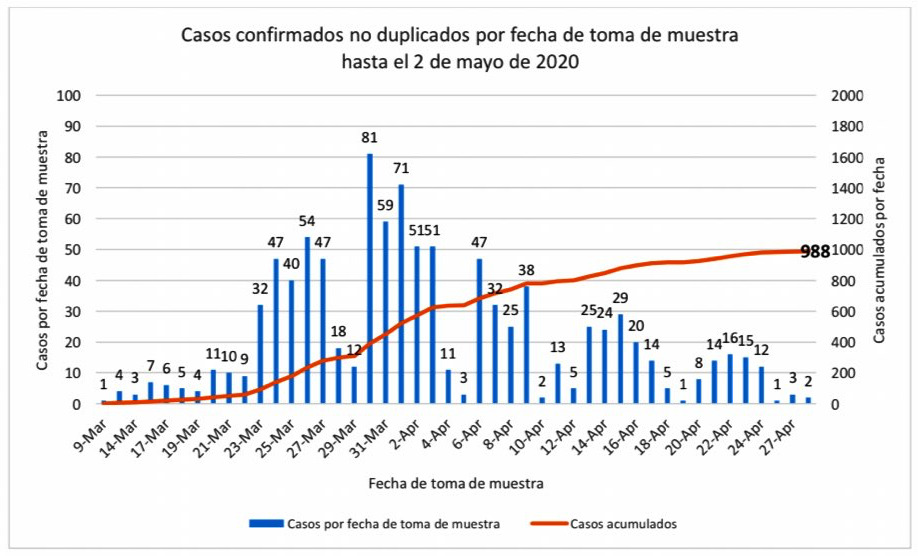 Casos confirmados no duplicados por fecha de toma de muestra
hasta el 2 de mayo de 2020
Casos por fecha de toma de muestra
100
90
80
70
60
50
40
30
20
10
0
1 4 3 7 6 5 4 11 10 9 32 47 40 54 47 18 12 81 59 71 51 51 11 3 47 32 25 38 2 13 5 25 24 29 20 14 5 1 8 14 16 15 12 1 3 2
988
2000
1800
1600
1400
1200
1000
800
600
400
200
0
Casos acumulados por fecha
9-Mar 14-Mar 17-Mar 19-Mar 21-Mar 23-Mar 25-Mar 27-Mar 29-Mar 31-Mar 2-Apr 4-Apr 6-Apr 8-Apr 10-Apr 12-Apr 14-Apr 16-Apr 18-Apr 20-Apr 22-Apr 24-Apr 27-Apr
Fecha de toma de muestra
Casos por fecha de toma de muestra Casos acumulados